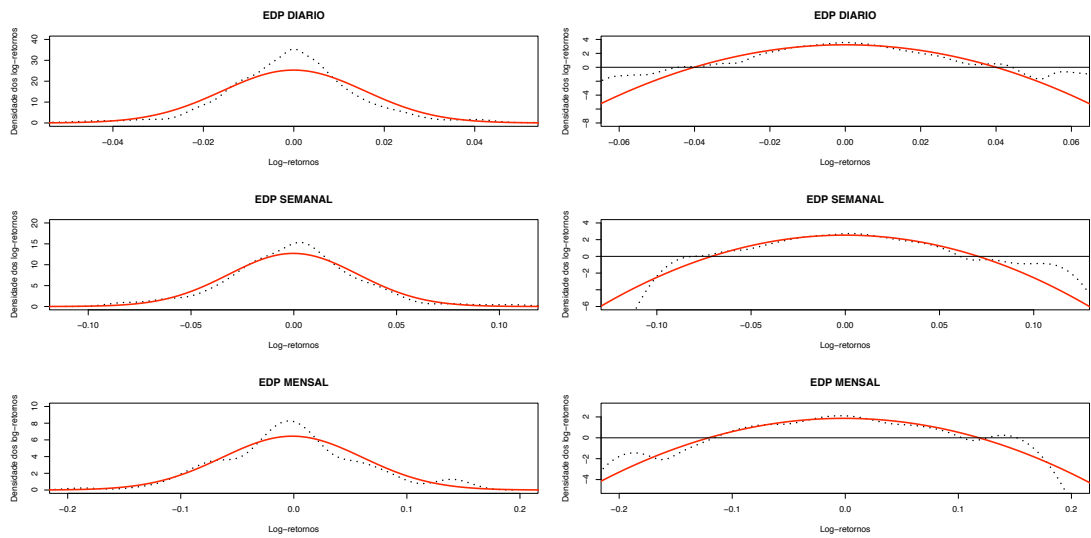 EDP DIARIO
Densidade dos log−retornos
0 10 20 30 40
−0.04 −0.02 0.00 0.02 0.04
Log−retornos
EDP DIARIO
Densidade dos log−retornos
−8 −4 0 2 4
−0.06 −0.04 −0.02 0.00 0.02 0.04 0.06
Log−retornos
EDP SEMANAL
Densidade dos log−retornos
0 5 10 15 20
−0.10 −0.05 0.00 0.05 0.10
Log−retornos
EDP SEMANAL
Densidade dos log−retornos
−6 −2 0 2 4
−0.10 −0.05 0.00 0.05 0.10
Log−retornos
EDP MENSAL
Densidade dos log−retornos
0 2 4 6 8 10
−0.2 −0.1 0.0 0.1 0.2
Log−retornos
EDP MENSAL
Densidade dos log−retornos
−4 −2 0 2
−0.2 −0.1 0.0 0.1 0.2
Log−retornos